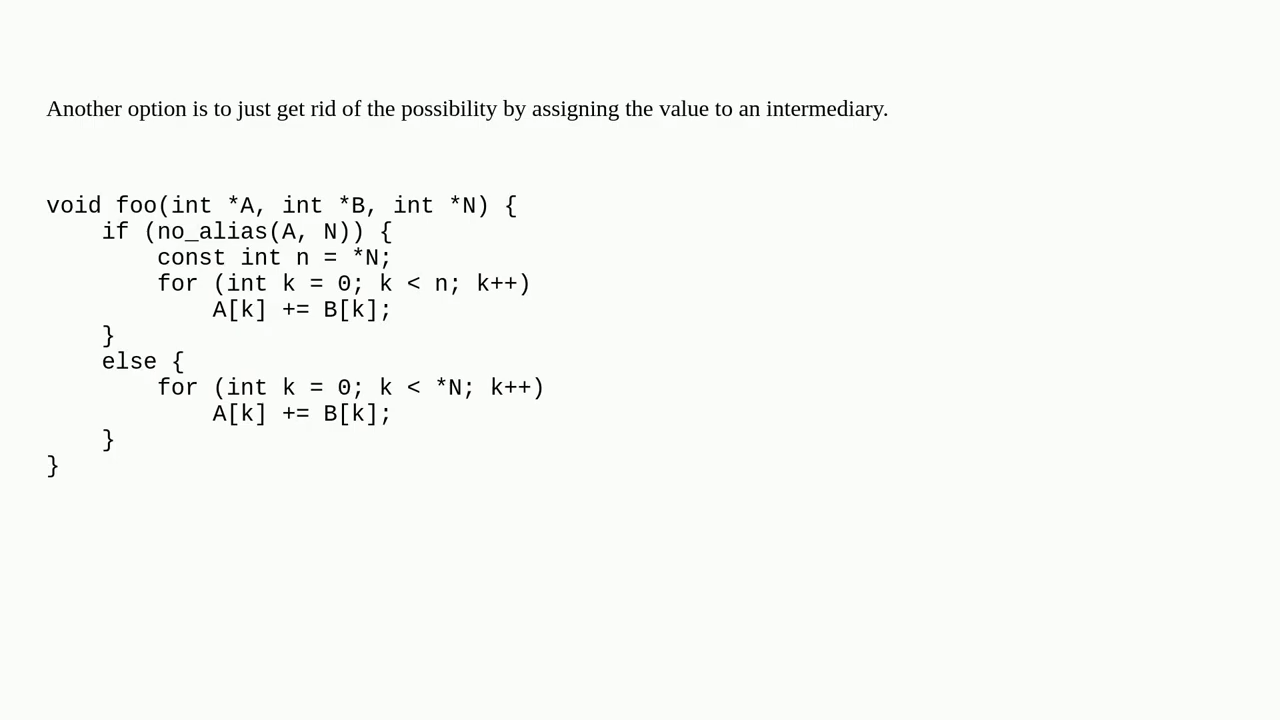 Another option is to just get rid of the possibility by assigning the value to an intermediary.
void foo(int *A, int *B, int *N) {
    if (no_alias(A, N)) {
        const int n = *N;
        for (int k = 0; k < n; k++)
            A[k] += B[k];
    }
    else {
        for (int k = 0; k < *N; k++)
            A[k] += B[k];
    }
}